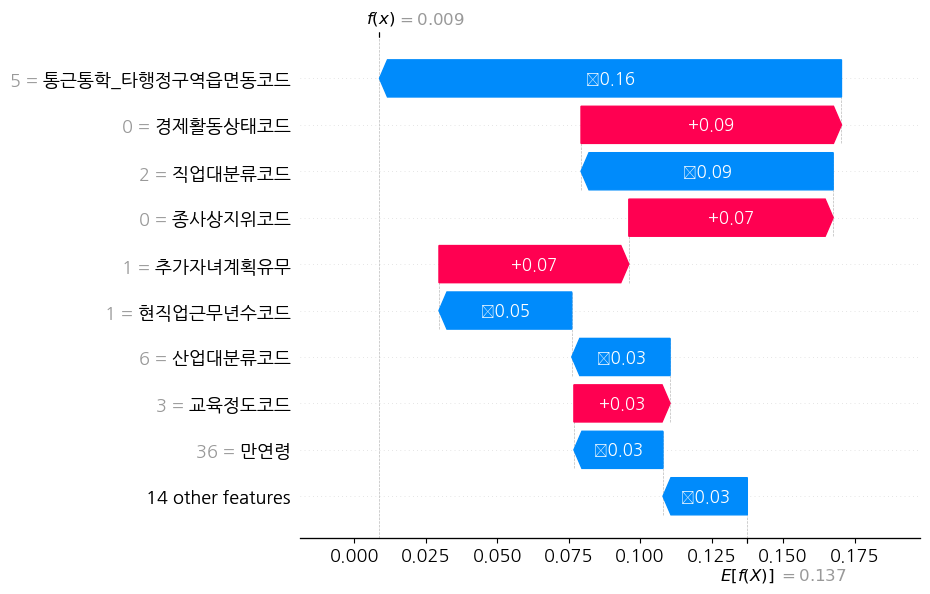 f(x) = 0.009
5 = 통근통학_타행정구역읍면동코드
☒0.16
0 = 경제활동상태코드
+0.09
2 = 직업대분류코드
☒0.09
0 = 종사상지위코드
+0.07
1 = 추가자녀계획유무
+0.07
1 = 현직업근무년수코드
☒0.05
6 = 산업대분류코드
☒0.03
3 = 교육정도코드
+0.03
36 = 만연령
☒0.03
14 other features
☒0.03
0.000 0.025 0.050 0.075 0.100 0.125 0.150 0.175
E[f(X)] = 0.137